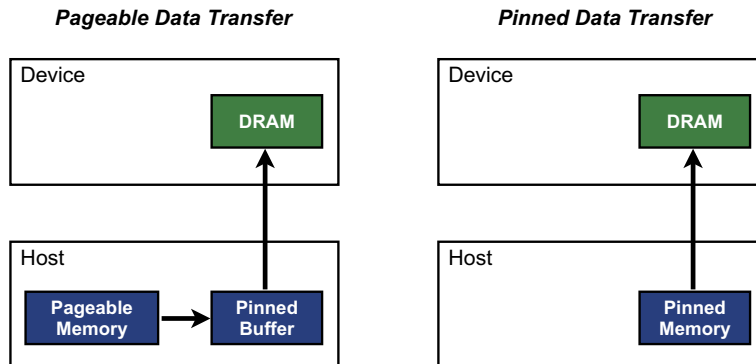 Pageable Data Transfer
Device
DRAM
Host
Pageable
Memory
Pinned
Buffer
Pinned Data Transfer
Device
DRAM
Host
Pinned
Memory